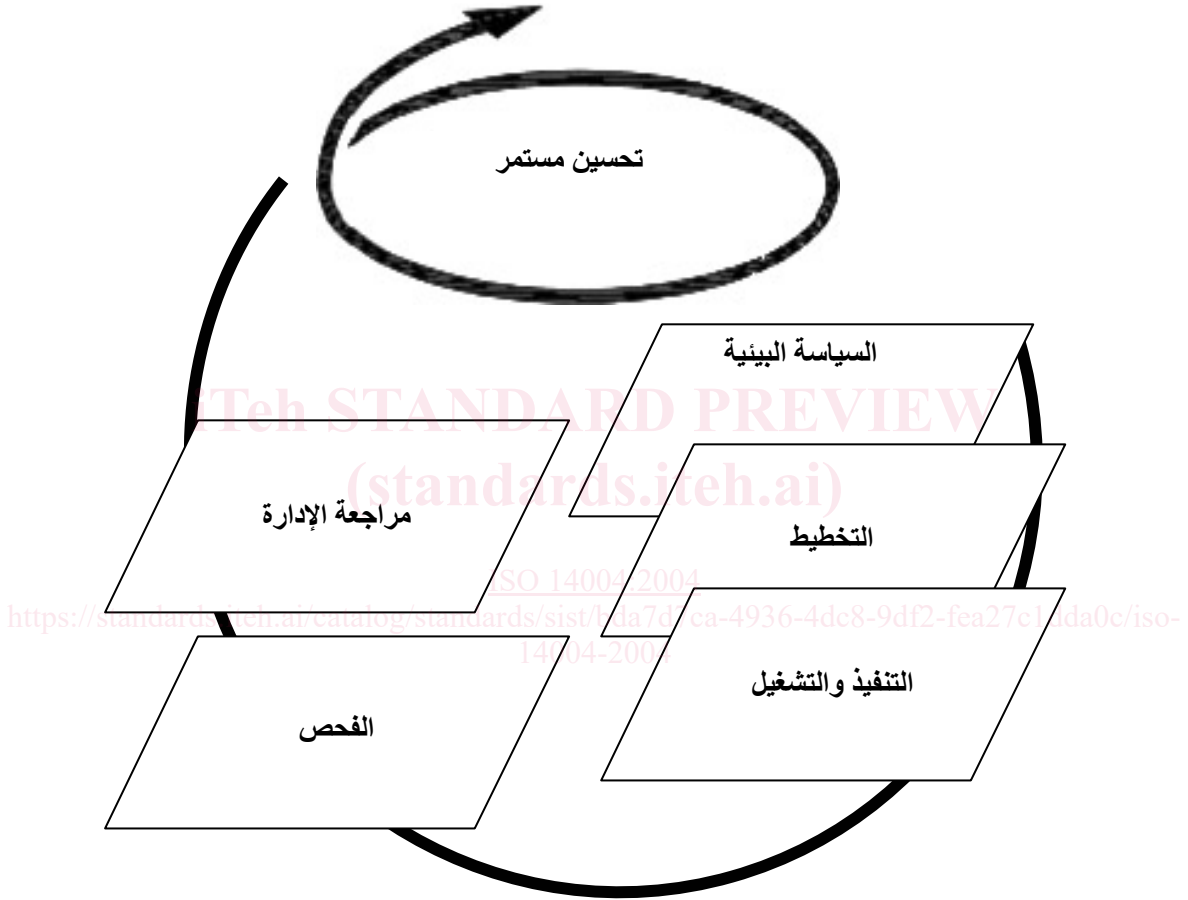 تحسين مستمر
السياسة البيئية
iTeh STANDARD PREVIEW
(standards.iteh.ai)
مراجعة الإدارة
التخطيط
ISO 14004:2004
https://standards.iteh.ai/catalog/standards/sist/bda7d7ca-4936-4dc8-9df2-fea27c1dda0c/iso-
14004-2004
التنفيذ والتشغيل
الفحص